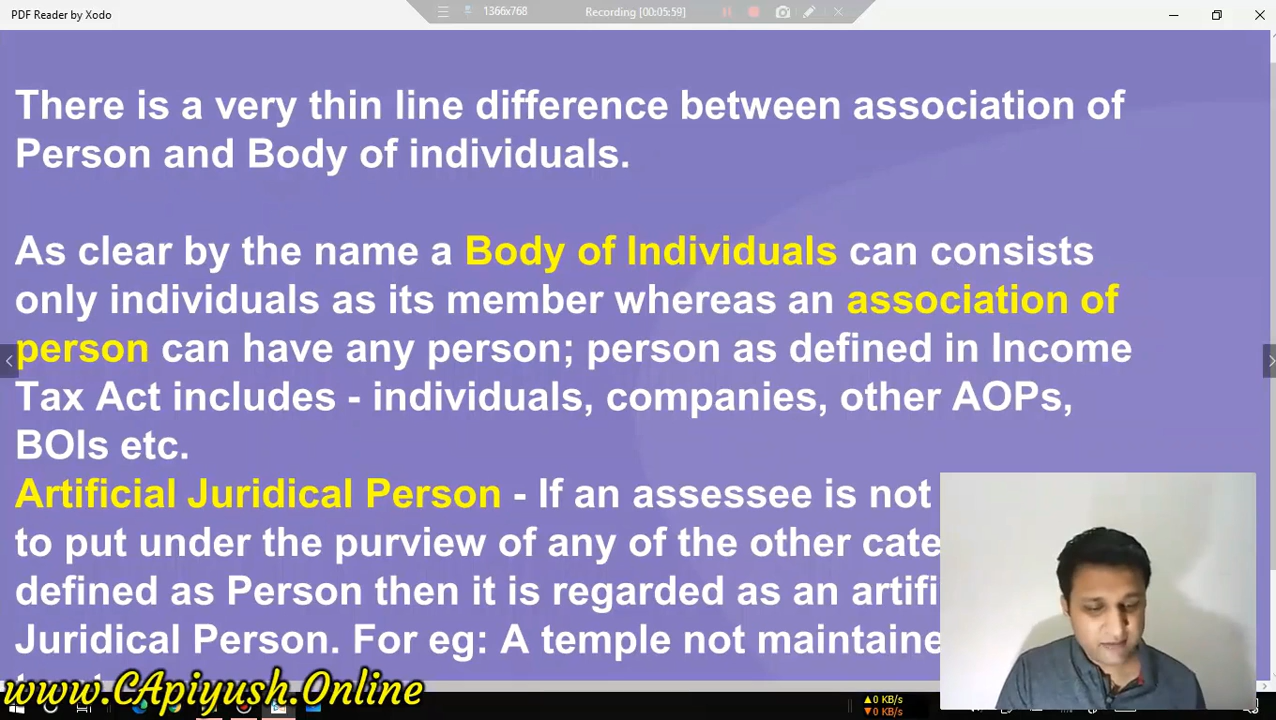 PDF Reader by Xodo
1366x768
Recording [00:05:59]
There is a very thin line difference between association of
Person and Body of individuals.
As clear by the name a Body of Individuals can consists
only individuals as its member whereas an association of
person can have any person; person as defined in Income
Tax Act includes - individuals, companies, other AOPs,
BOIs etc.
Artificial Juridical Person - If an assessee is not
to put under the purview of any of the other cate
defined as Person then it is regarded as an artifi
Juridical Person. For eg: A temple not maintaine
www.CApiyush.Online
0 KB/s
0 KB/s